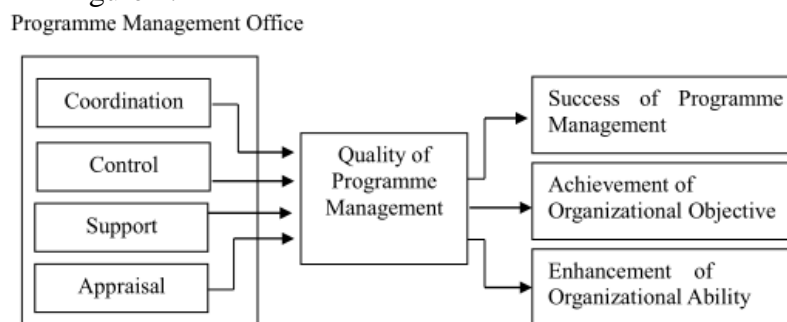 Programme Management Office
Coordination
Control
Support
Appraisal
Quality of
Programme
Management
Success of Programme
Management
Achievement of
Organizational Objective
Enhancement of
Organizational Ability